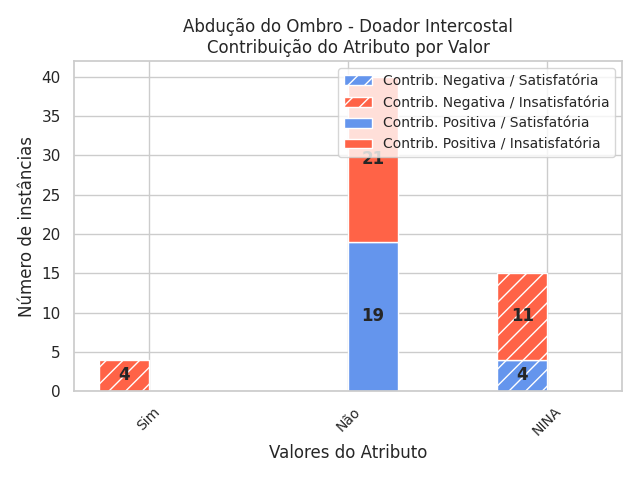 Abdução do Ombro - Doador Intercostal
Contribuição do Atributo por Valor
Contrib. Negativa / Satisfatória
Contrib. Negativa / Insatisfatória
Contrib. Positiva / Satisfatória
Contrib. Positiva / Insatisfatória
Número de instâncias
40
35
30
25
20
15
10
5
0
4
21
19
11
4
Sim
Não
NINA
Valores do Atributo